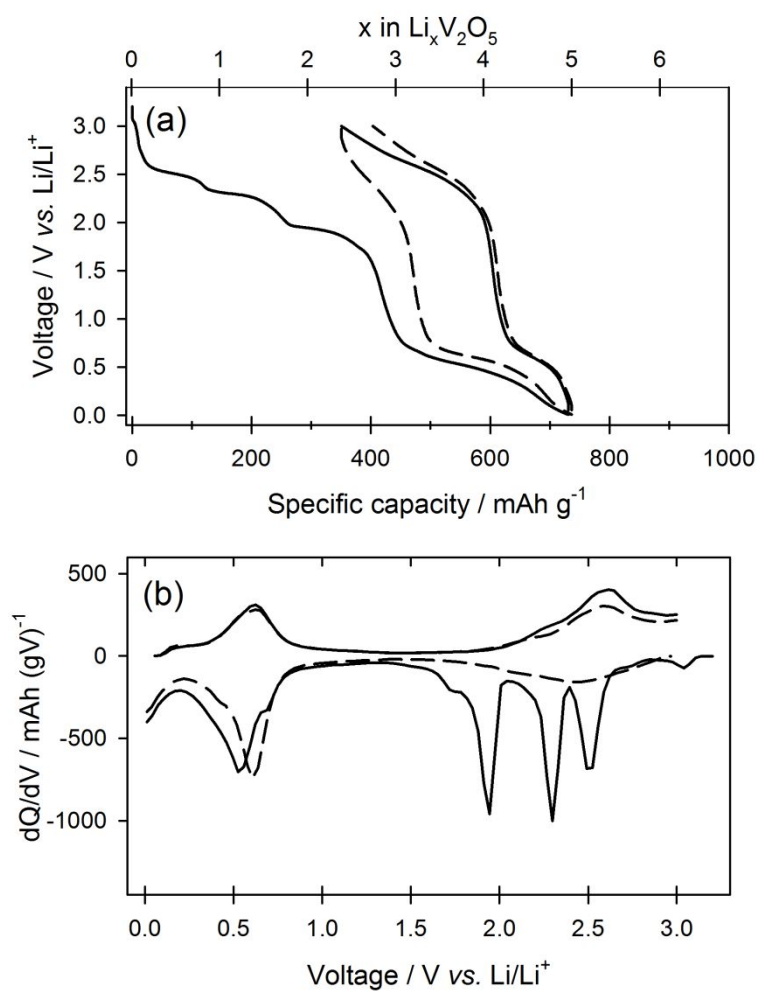 x in LiₓV₂O₅
0 1 2 3 4 5 6
(a)
3.0
2.5
2.0
1.5
1.0
0.5
0.0
Voltage / V vs. Li/Li⁺
0 200 400 600 800 1000
Specific capacity / mAh g⁻¹
(b)
500
0
-500
-1000
dQ/dV / mAh (gV)⁻¹
0.0 0.5 1.0 1.5 2.0 2.5 3.0
Voltage / V vs. Li/Li⁺